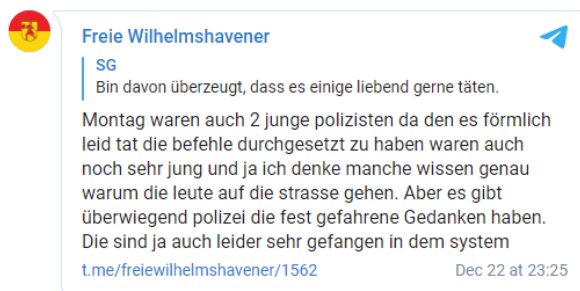 Freie Wilhelmshavener
SG
Bin davon überzeugt, dass es einige liebend gerne täten.
Montag waren auch 2 junge polizisten da den es förmlich
leid tat die befehle durchgesetzt zu haben waren auch
noch sehr jung und ja ich denke manche wissen genau
warum die leute auf die strasse gehen. Aber es gibt
überwiegend polizei die fest gefahrene Gedanken haben.
Die sind ja auch leider sehr gefangen in dem system
t.me/freiewilhelmshavener/1562 Dec 22 at 23:25